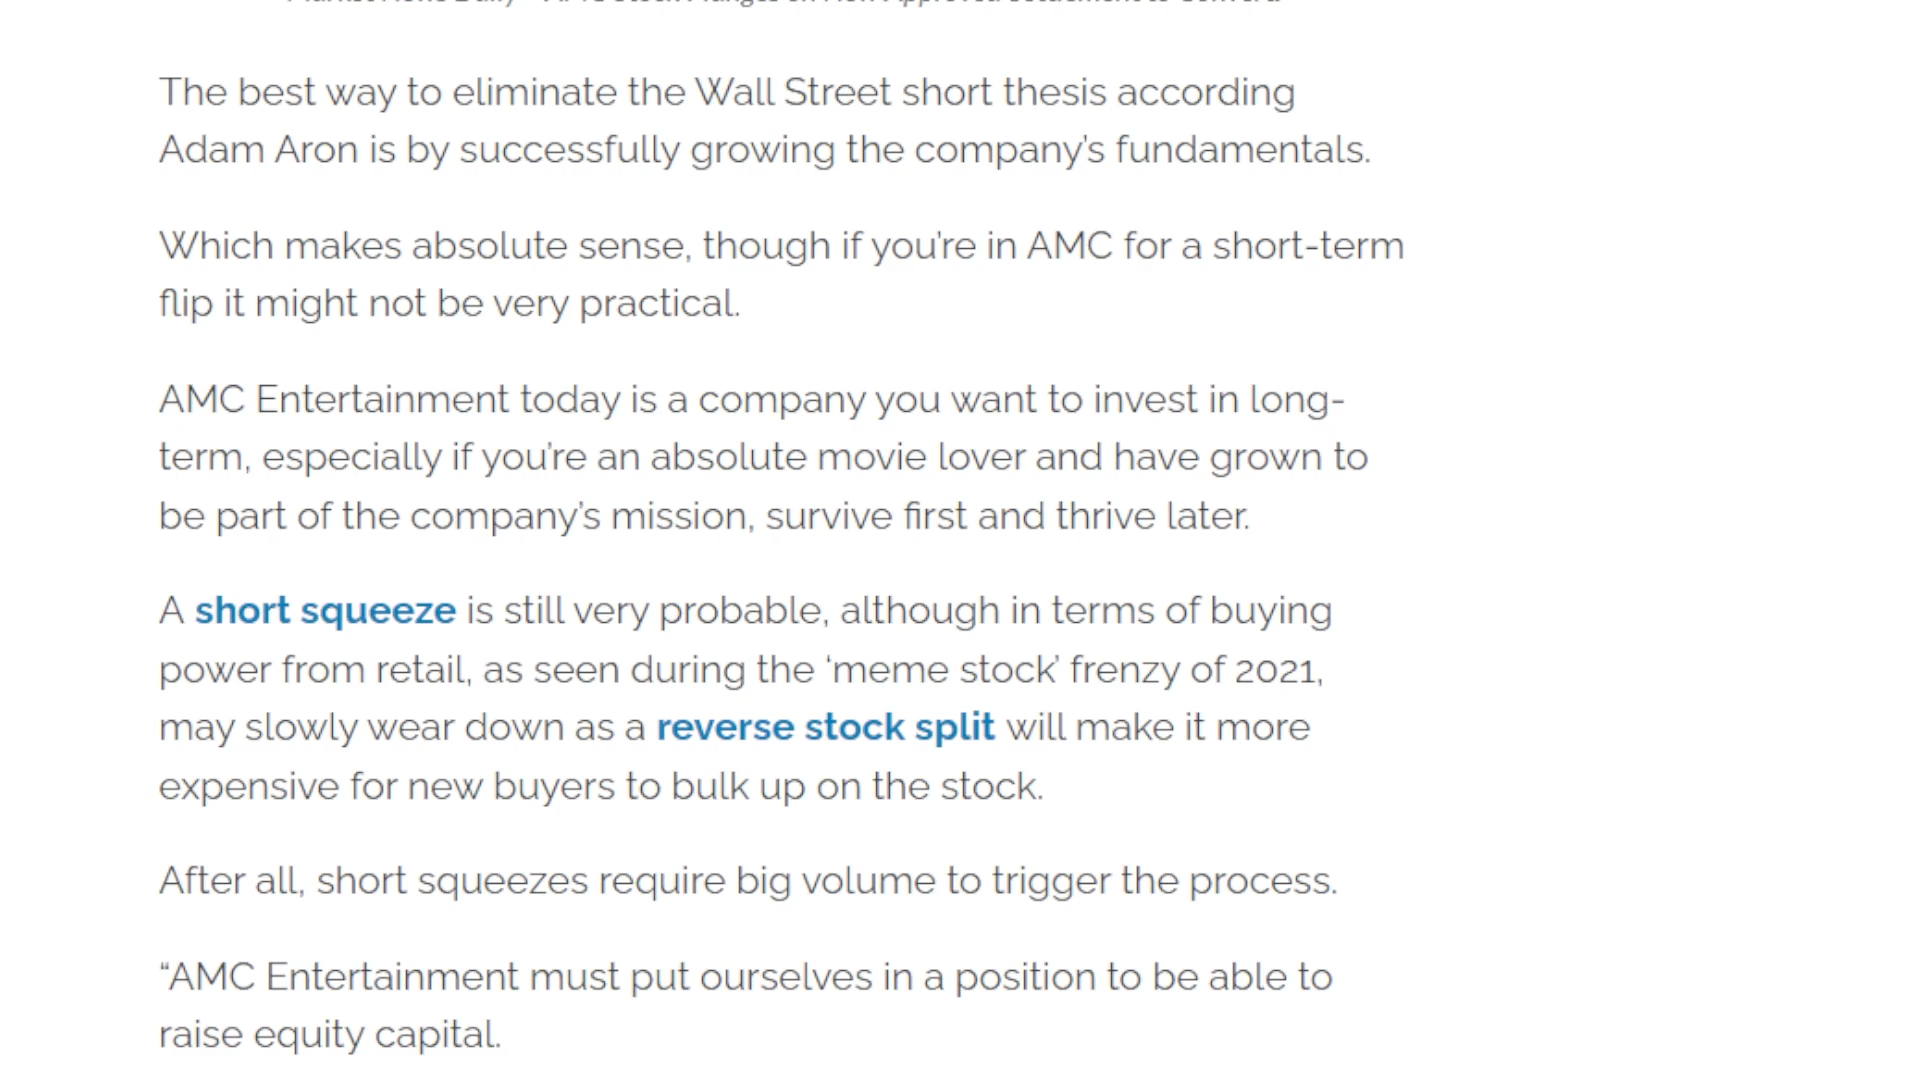 The best way to eliminate the Wall Street short thesis according
Adam Aron is by successfully growing the company's fundamentals.
Which makes absolute sense, though if you're in AMC for a short-term
flip it might not be very practical.
AMC Entertainment today is a company you want to invest in long-
term, especially if you're an absolute movie lover and have grown to
be part of the company's mission, survive first and thrive later.
A short squeeze is still very probable, although in terms of buying
power from retail, as seen during the ‘meme stock’ frenzy of 2021,
may slowly wear down as a reverse stock split will make it more
expensive for new buyers to bulk up on the stock.
After all, short squeezes require big volume to trigger the process.
“AMC Entertainment must put ourselves in a position to be able to
raise equity capital.